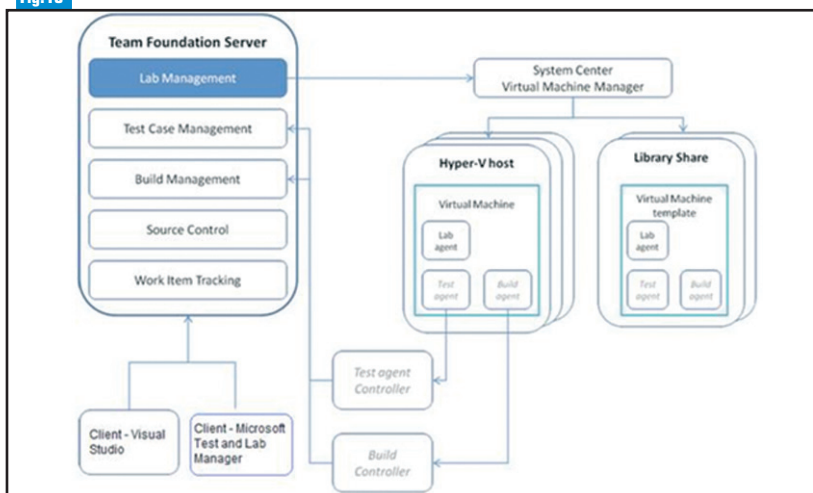 Team Foundation Server
Lab Management
Test Case Management
Build Management
Source Control
Work Item Tracking
System Center
Virtual Machine Manager
Hyper-V host
Virtual Machine
Lab
agent
Test
agent
Build
agent
Library Share
Virtual Machine
template
Lab
agent
Test
agent
Build
agent
Test agent
Controller
Build
Controller
Client - Visual
Studio
Client - Microsoft
Test and Lab
Manager